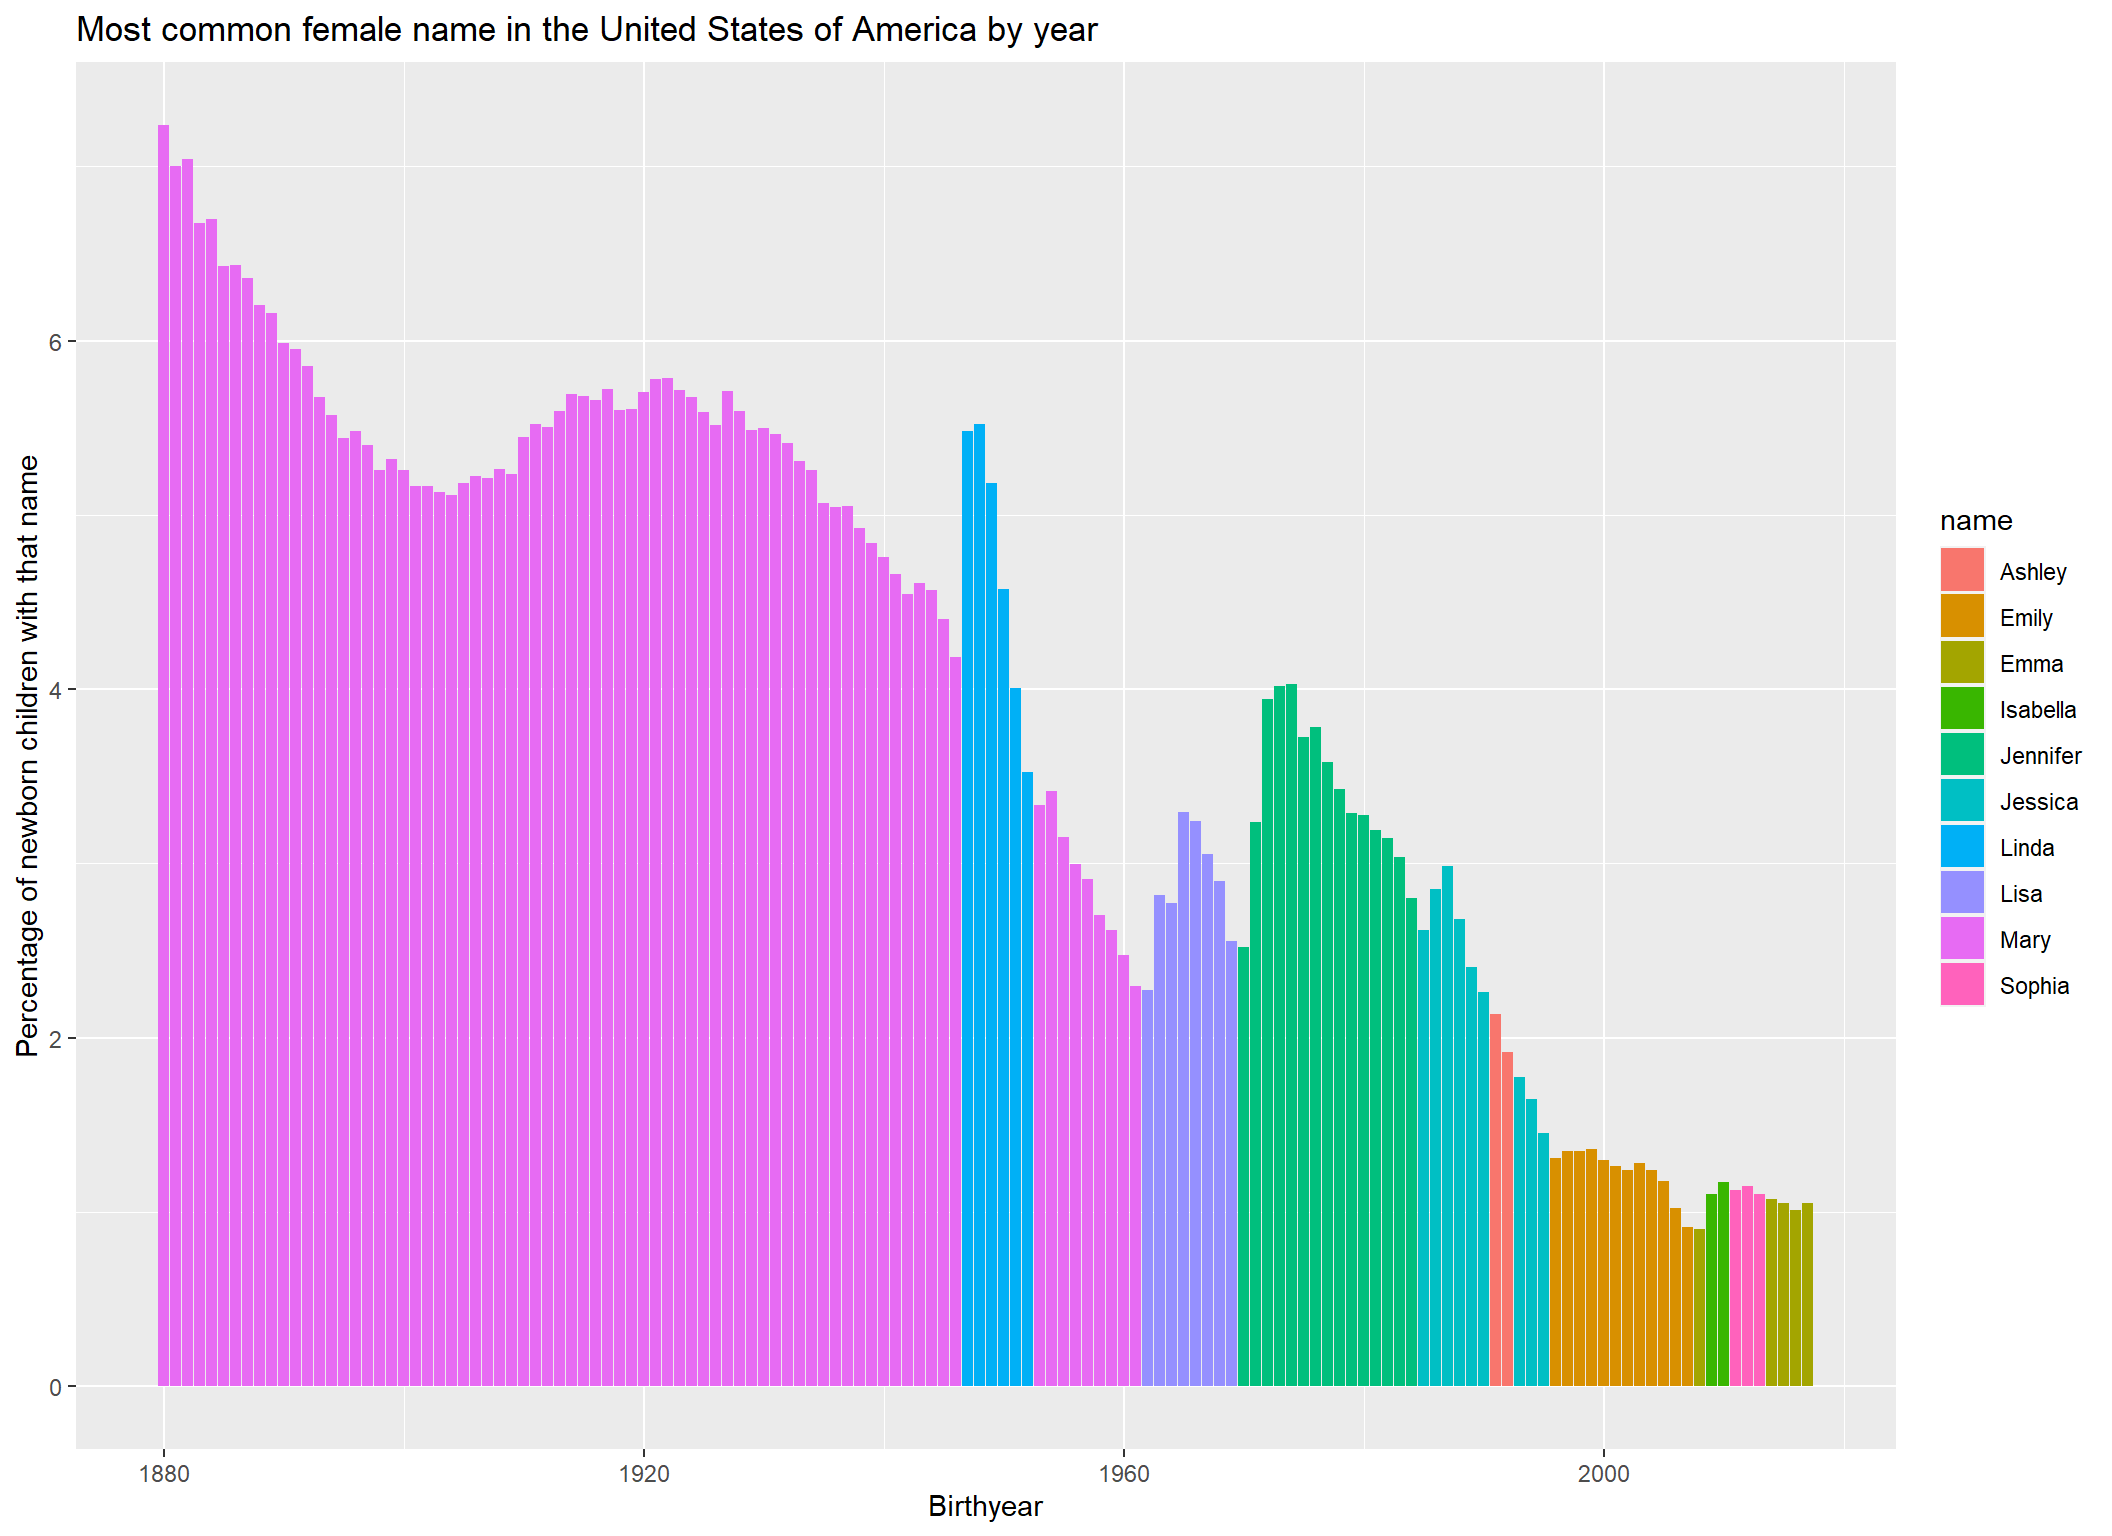 Most common female name in the United States of America by year
Percentage of newborn children with that name
6
4
2
0
1880
1920
1960
2000
Birthyear
name
Ashley
Emily
Emma
Isabella
Jennifer
Jessica
Linda
Lisa
Mary
Sophia